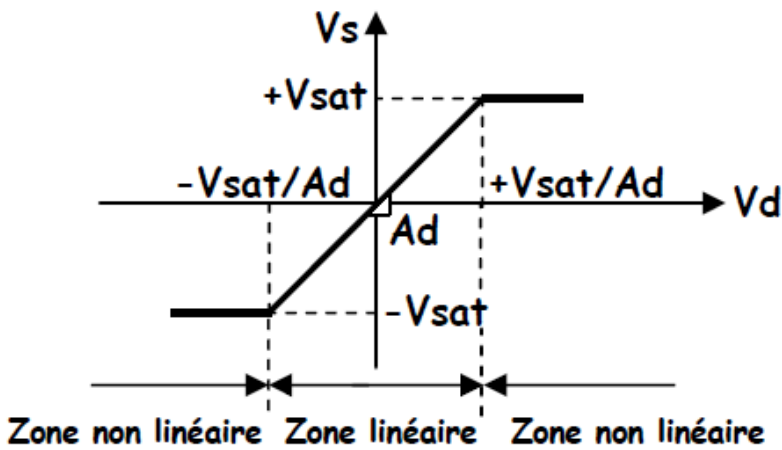 Vs
+Vsat
-Vsat/Ad
+Vsat/Ad
Vd
Ad
-Vsat
Zone non linéaire
Zone linéaire
Zone non linéaire